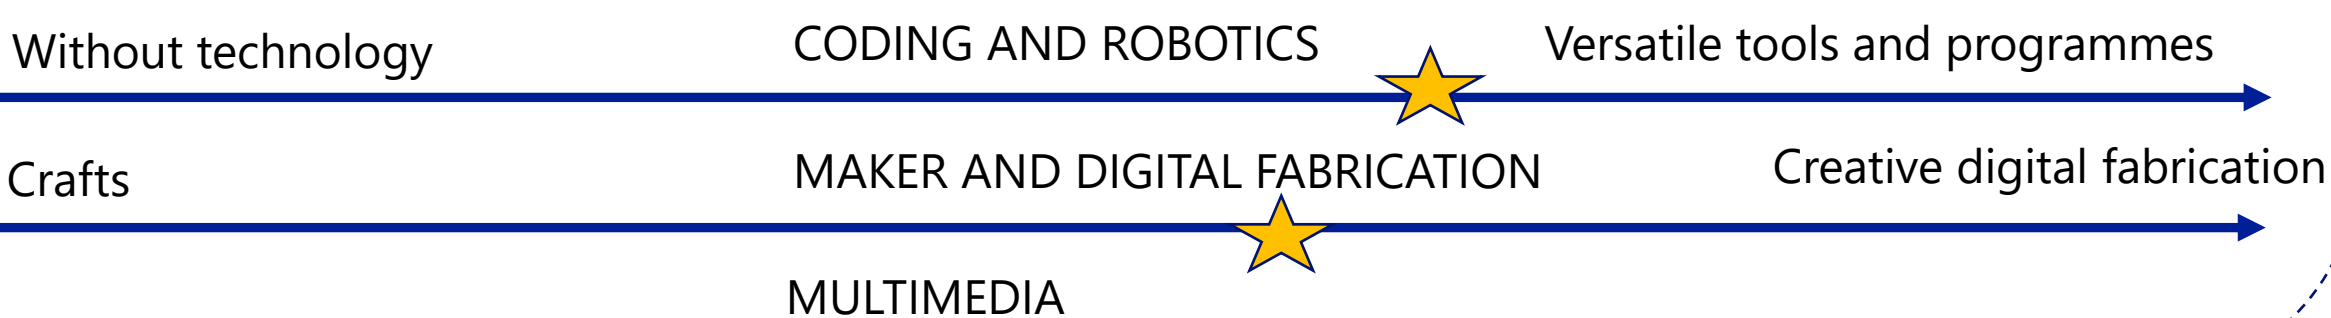 Without technology
CODING AND ROBOTICS
Versatile tools and programmes
Crafts
MAKER AND DIGITAL FABRICATION
Creative digital fabrication
MULTIMEDIA